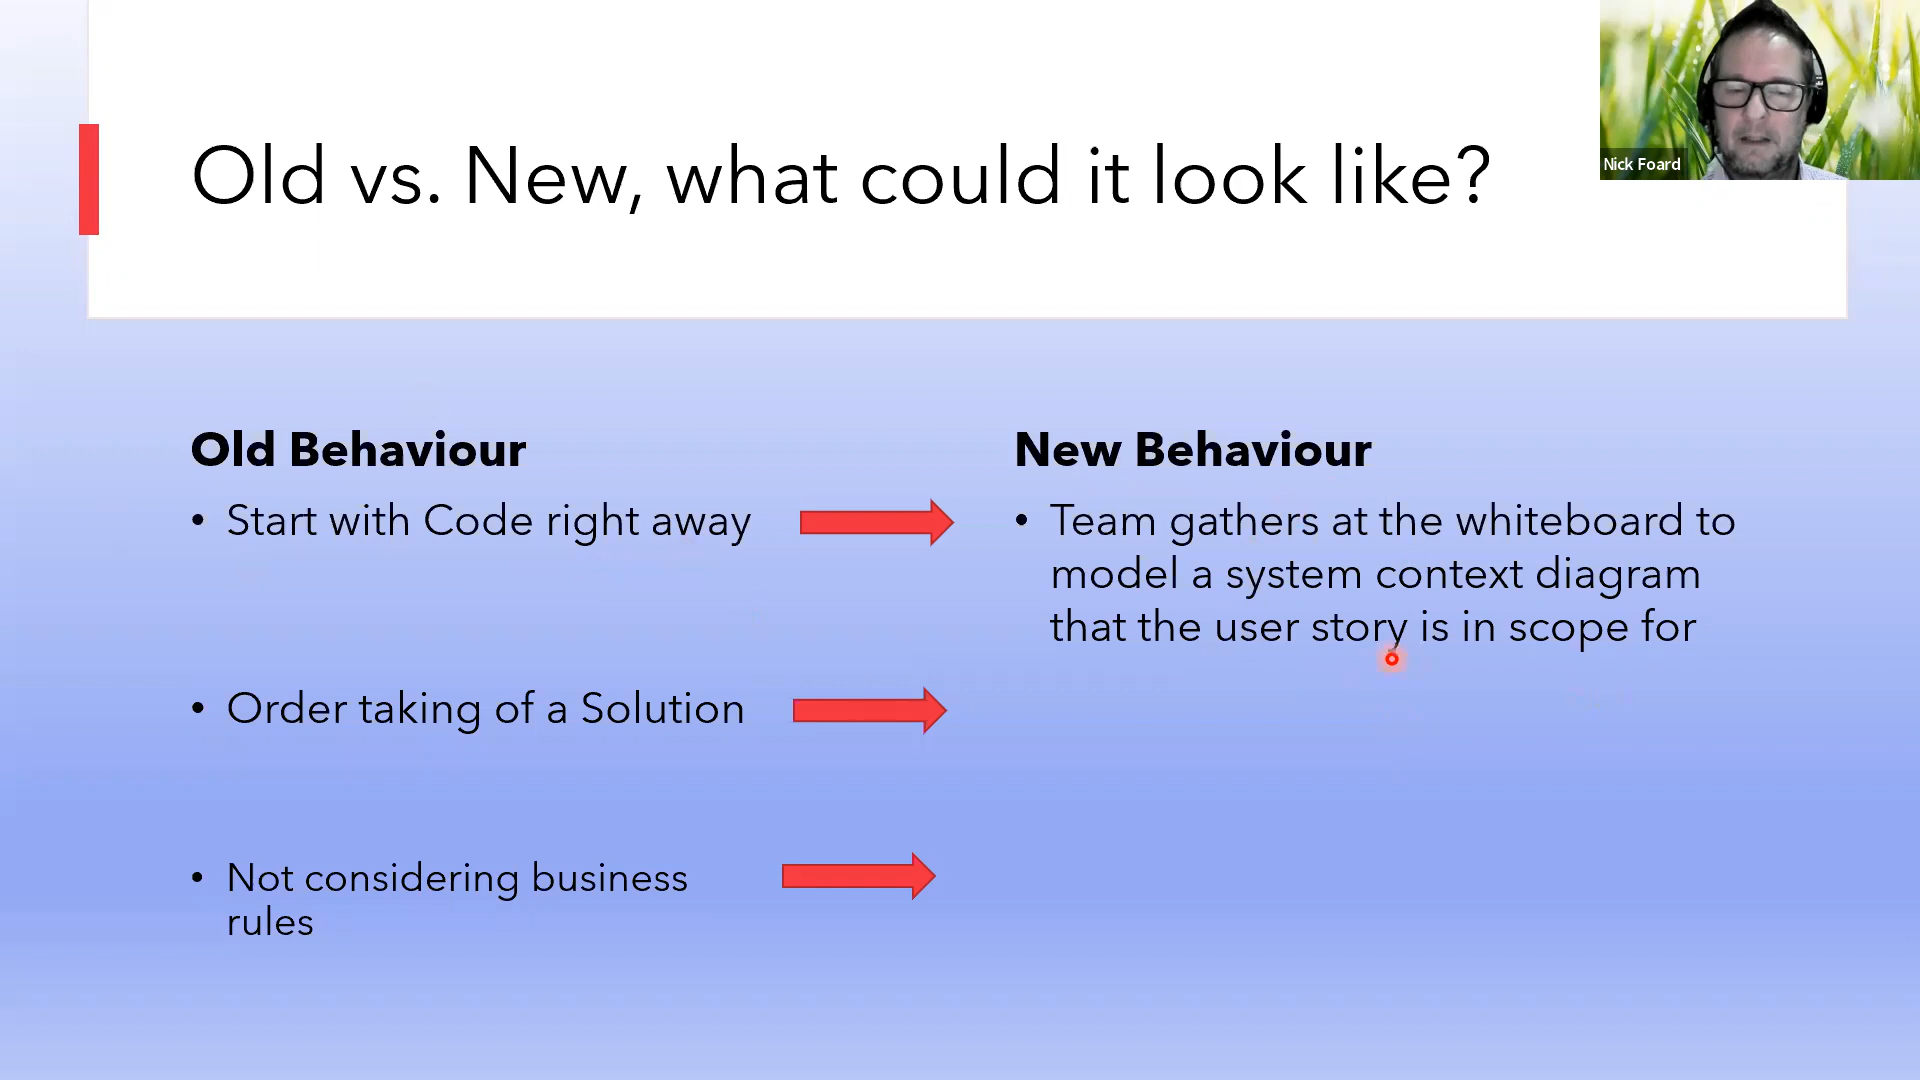 Old vs. New, what could it look like?
Nick Foard
Old Behaviour
• Start with Code right away
• Order taking of a Solution
• Not considering business
rules
New Behaviour
• Team gathers at the whiteboard to
model a system context diagram
that the user story is in scope for